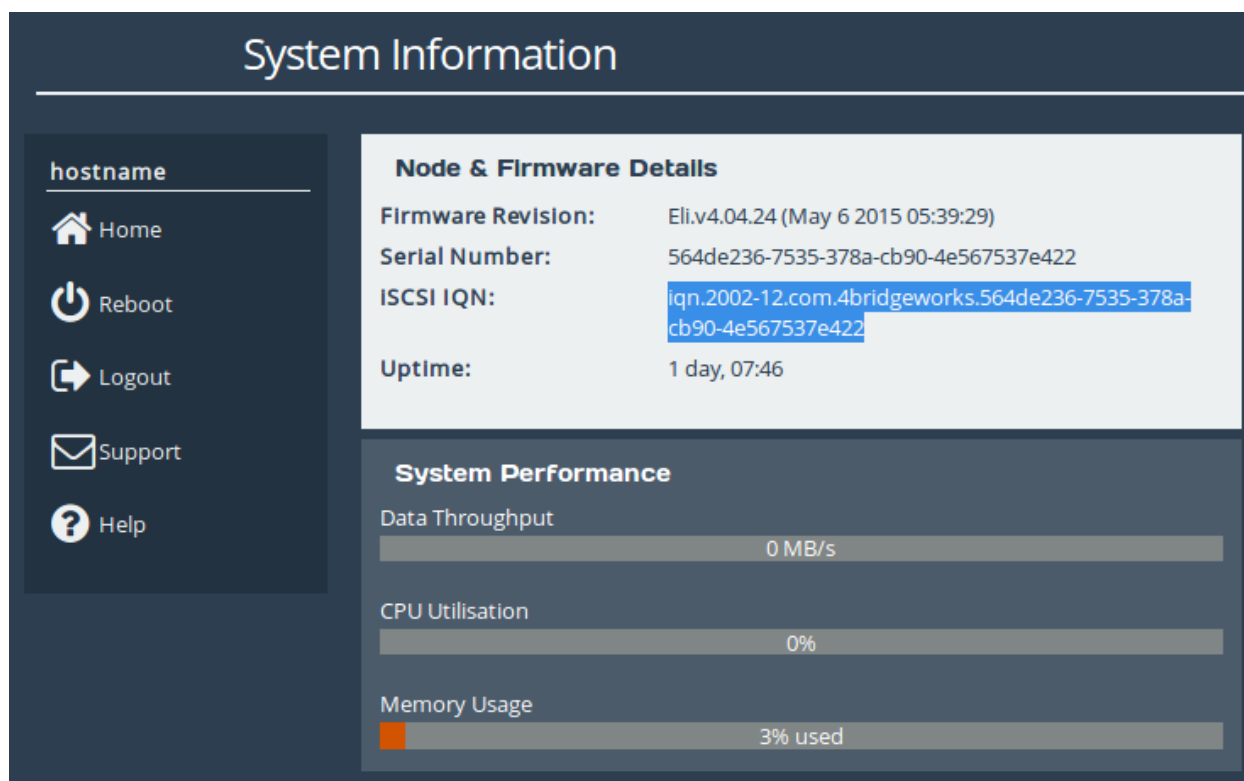 System Information
hostname
Home
Reboot
Logout
Support
Help
Node & Firmware Details
Firmware Revision: Eli.v4.04.24 (May 6 2015 05:39:29)
Serial Number: 564de236-7535-378a-cb90-4e567537e422
ISCSI IQN: iqn.2002-12.com.4bridgeworks.564de236-7535-378a-
cb90-4e567537e422
Uptime: 1 day, 07:46
System Performance
Data Throughput
0 MB/s
CPU Utilisation
0%
Memory Usage
3% used